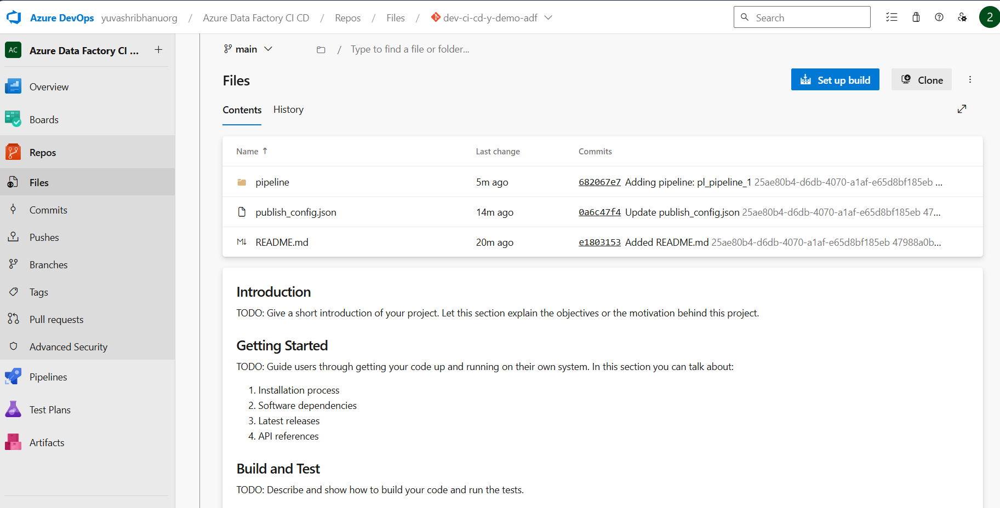 Azure DevOps yuvashribhanuorg / Azure Data Factory CI CD / Repos / Files / dev-ci-cd-y-demo-adf Search 2
AC Azure Data Factory CI ... +
Overview
Boards
Repos
Files
Commits
Pushes
Branches
Tags
Pull requests
Advanced Security
Pipelines
Test Plans
Artifacts
main / Type to find a file or folder...
Files
Set up build Clone
Contents History
Name ↑ Last change Commits
pipeline 5m ago 682067e7 Adding pipeline: pl_pipeline_1 25ae80b4-d6db-4070-a1af-e65d8bf185eb ...
publish_config.json 14m ago 0a6c47f4 Update publish_config.json 25ae80b4-d6db-4070-a1af-e65d8bf185eb 47...
M↓ README.md 20m ago e1803153 Added README.md 25ae80b4-d6db-4070-a1af-e65d8bf185eb 47988a0b...
Introduction
TODO: Give a short introduction of your project. Let this section explain the objectives or the motivation behind this project.
Getting Started
TODO: Guide users through getting your code up and running on their own system. In this section you can talk about:
1. Installation process
2. Software dependencies
3. Latest releases
4. API references
Build and Test
TODO: Describe and show how to build your code and run the tests.